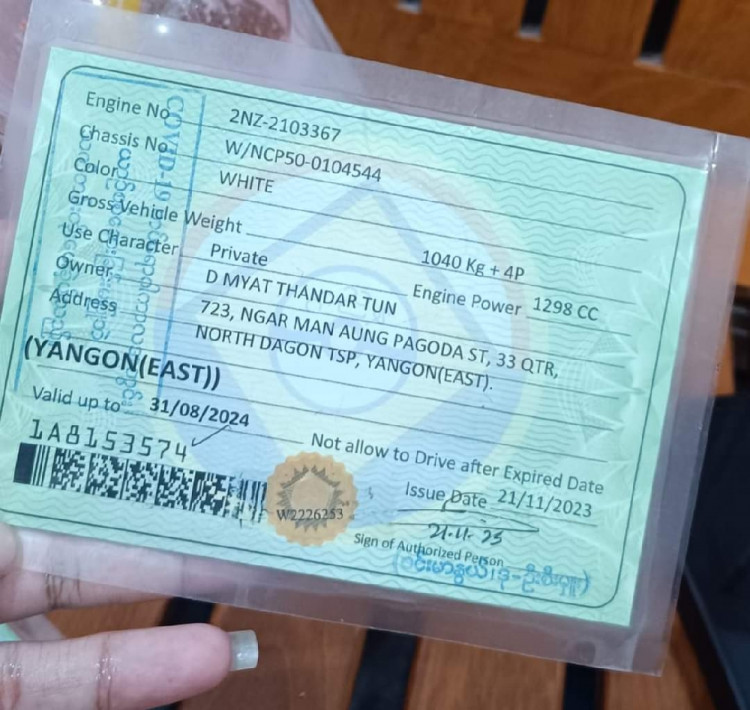 Engine No 2NZ-2103367
Chassis No. W/NCP50-0104544
Color WHITE
Gross Vehicle Weight 1040 Kg + 4P
Use Character Private Engine Power 1298 CC
Owner D MYAT THANDAR TUN
Address 723, NGAR MAN AUNG PAGODA ST, 33 QTR,
NORTH DAGON TSP, YANGON(EAST).
(YANGON(EAST))
Valid up to 31/08/2024
Not allow to Drive after Expired Date
1A8153574
Issue Date 21/11/2023
W2226253
21-11-23
Sign of Authorized Person
COVID-19